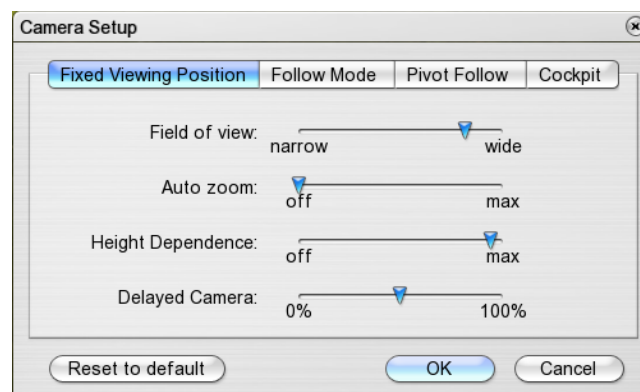 Camera Setup
Fixed Viewing Position Follow Mode Pivot Follow Cockpit
Field of view:
narrow wide
Auto zoom:
off max
Height Dependence:
off max
Delayed Camera:
0% 100%
Reset to default OK Cancel